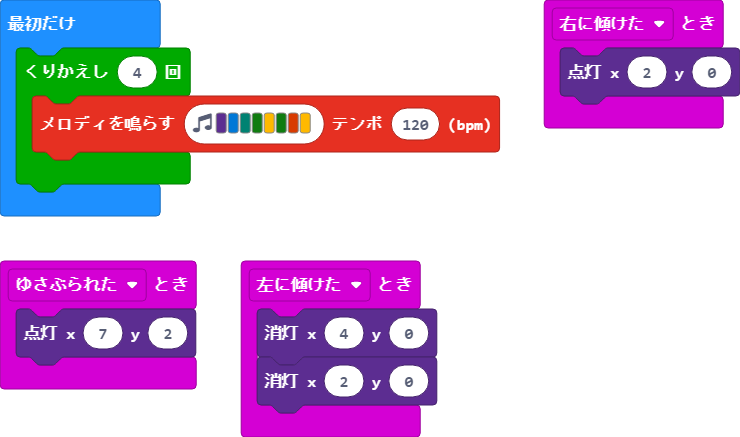 最初だけ
くりかえし 4 回
メロディを鳴らす テンポ 120 (bpm)
右に傾けた とき
点灯 x 2 y 0
ゆさぶられた とき
点灯 x 7 y 2
左に傾けた とき
消灯 x 4 y 0
消灯 x 2 y 0